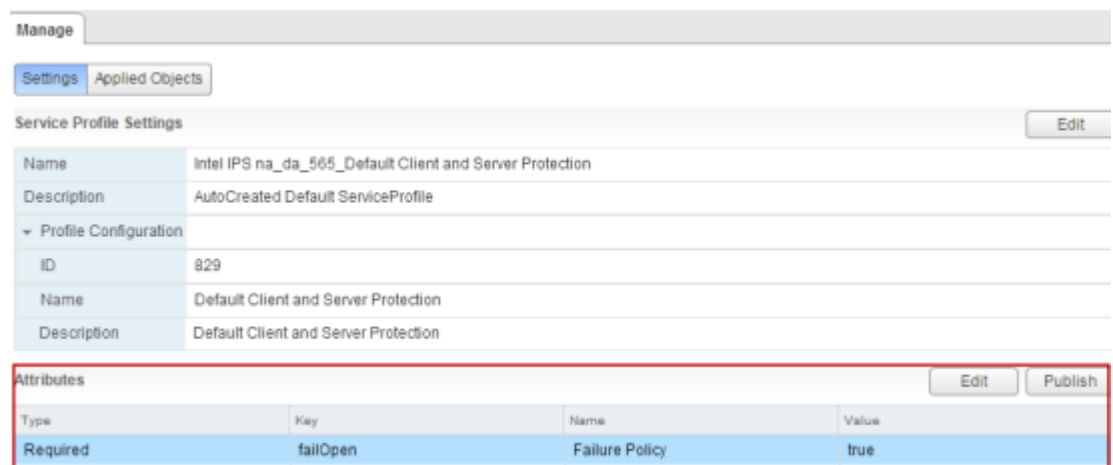 Manage
Settings Applied Objects
Service Profile Settings Edit
Name Intel IPS na_da_565_Default Client and Server Protection
Description AutoCreated Default ServiceProfile
Profile Configuration
ID 829
Name Default Client and Server Protection
Description Default Client and Server Protection
Attributes Edit Publish
Type Key Name Value
Required failOpen Failure Policy true